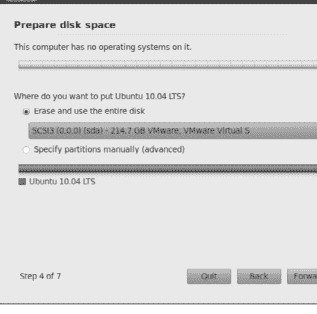 Prepare disk space
This computer has no operating systems on it.
Where do you want to put Ubuntu 10.04 LTS?
Erase and use the entire disk
SCSI3 (0,0,0) (sda) - 214.7 GB VMware, VMware Virtual S
Specify partitions manually (advanced)
Ubuntu 10.04 LTS
Step 4 of 7
Quit
Back
Forwa